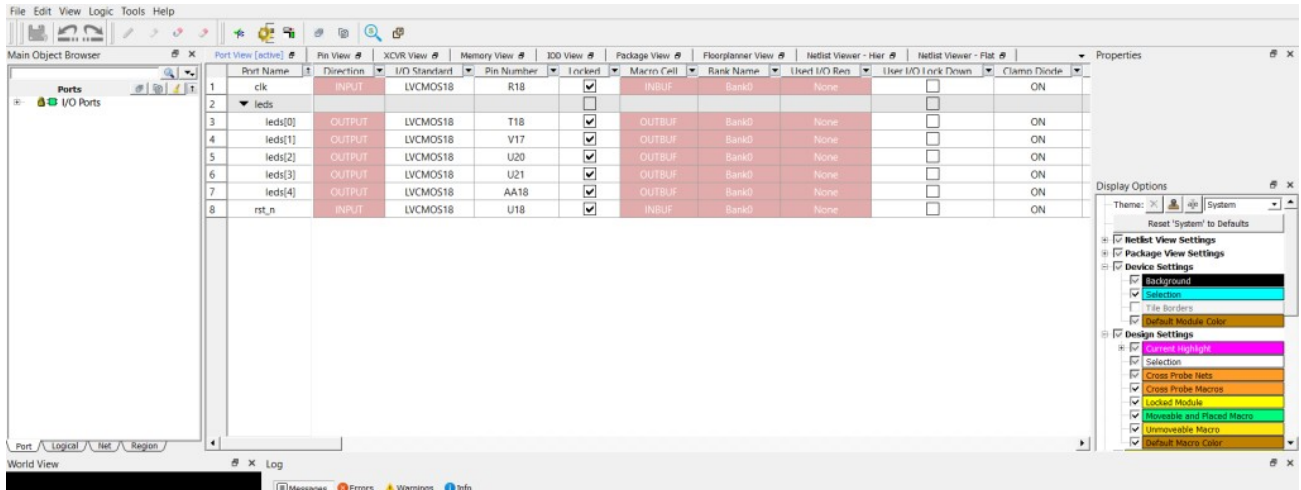 File Edit View Logic Tools Help
Main Object Browser
Ports
I/O Ports
Port Logical Net Region
World View
Port View [active] Pin View XCVR View Memory View IOD View Package View Floorplanner View Netlist Viewer - Hier Netlist Viewer - Flat
Port Name Direction I/O Standard Pin Number Locked Macro Cell Bank Name Used I/O Reg User I/O Lock Down Clamp Diode
1 clk INPUT LVCMOS18 R18 INBUF Bank0 None ON
2 leds
3 leds[0] OUTPUT LVCMOS18 T18 OUTBUF Bank0 None ON
4 leds[1] OUTPUT LVCMOS18 V17 OUTBUF Bank0 None ON
5 leds[2] OUTPUT LVCMOS18 U20 OUTBUF Bank0 None ON
6 leds[3] OUTPUT LVCMOS18 U21 OUTBUF Bank0 None ON
7 leds[4] OUTPUT LVCMOS18 AA18 OUTBUF Bank0 None ON
8 rst_n INPUT LVCMOS18 U18 INBUF Bank0 None ON
Properties
Display Options
Theme: System
Reset 'System' to Defaults
Netlist View Settings
Package View Settings
Device Settings
Background
Selection
Tile Borders
Default Module Color
Design Settings
Current Highlight
Selection
Cross Probe Nets
Cross Probe Macros
Locked Module
Moveable and Placed Macro
Unmoveable Macro
Default Macro Color
Log
Messages Errors Warnings Info